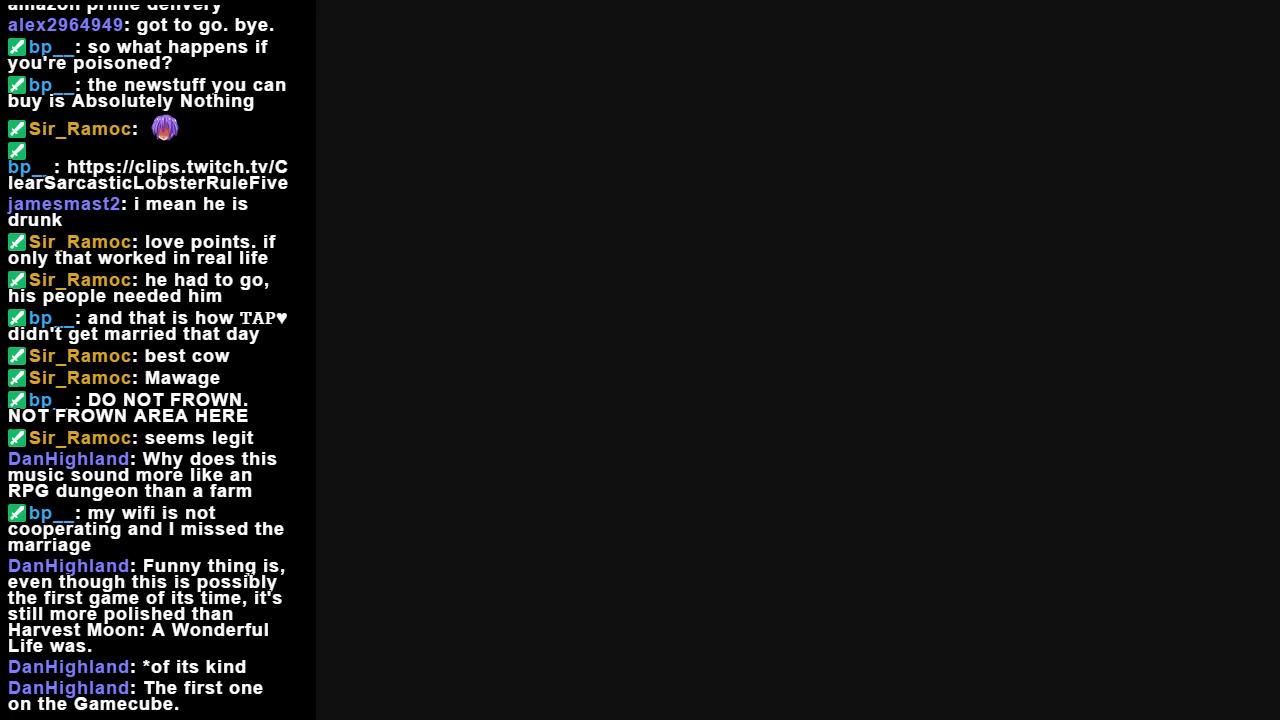 amazon prime delivery
alex2964949: got to go. bye.
bp__: so what happens if
you're poisoned?
bp__: the newstuff you can
buy is Absolutely Nothing
Sir_Ramoc:
bp__: https://clips.twitch.tv/C
learSarcasticLobsterRuleFive
jamesmast2: i mean he is
drunk
Sir_Ramoc: love points. if
only that worked in real life
Sir_Ramoc: he had to go,
his people needed him
bp__: and that is how TAP♥
didn't get married that day
Sir_Ramoc: best cow
Sir_Ramoc: Mawage
bp__: DO NOT FROWN.
NOT FROWN AREA HERE
Sir_Ramoc: seems legit
DanHighland: Why does this
music sound more like an
RPG dungeon than a farm
bp__: my wifi is not
cooperating and I missed the
marriage
DanHighland: Funny thing is,
even though this is possibly
the first game of its time, it's
still more polished than
Harvest Moon: A Wonderful
Life was.
DanHighland: *of its kind
DanHighland: The first one
on the Gamecube.